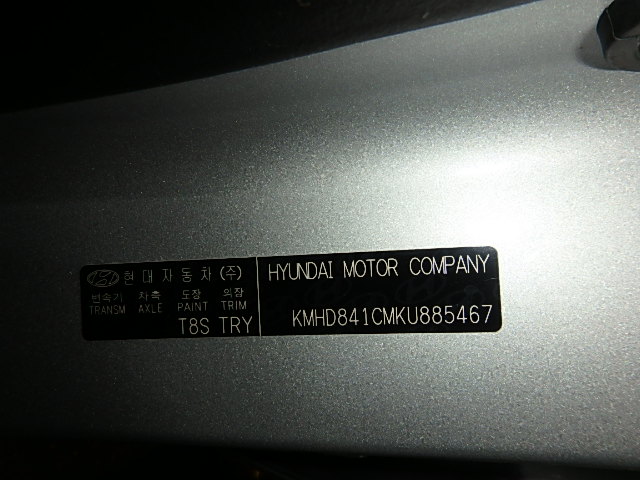 현대자동차(주)
변속기 차축 도장 의장
TRANSM AXLE PAINT TRIM
T8S TRY
HYUNDAI MOTOR COMPANY
KMHD841CMKU885467